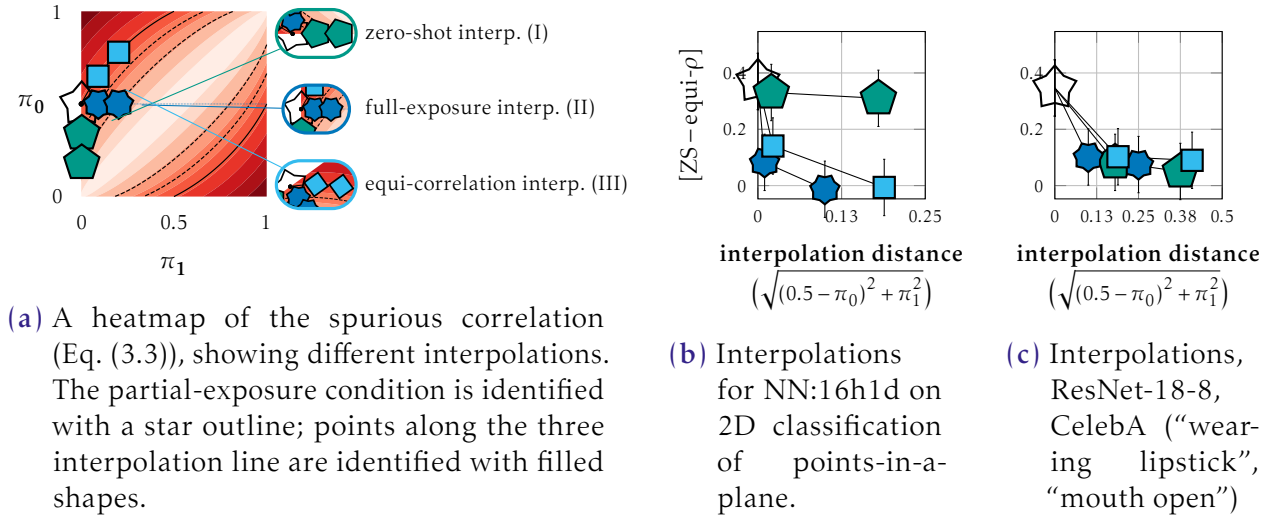 1
π0
0
0
0.5
1
π1
zero-shot interp. (I)
full-exposure interp. (II)
equi-correlation interp. (III)
(a) A heatmap of the spurious correlation
(Eq. (3.3)), showing different interpolations.
The partial-exposure condition is identified
with a star outline; points along the three
interpolation line are identified with filled
shapes.
[ZS − equi-ρ]
0.4
0.2
0
0
0.13
0.25
interpolation distance
(√(0.5 − π0)² + π1²)
(b) Interpolations
for NN:16h1d on
2D classification
of points-in-a-
plane.
0.4
0.2
0
0
0.13
0.25
0.38
0.5
interpolation distance
(√(0.5 − π0)² + π1²)
(c) Interpolations,
ResNet-18-8,
CelebA (“wear-
ing lipstick”,
“mouth open”)